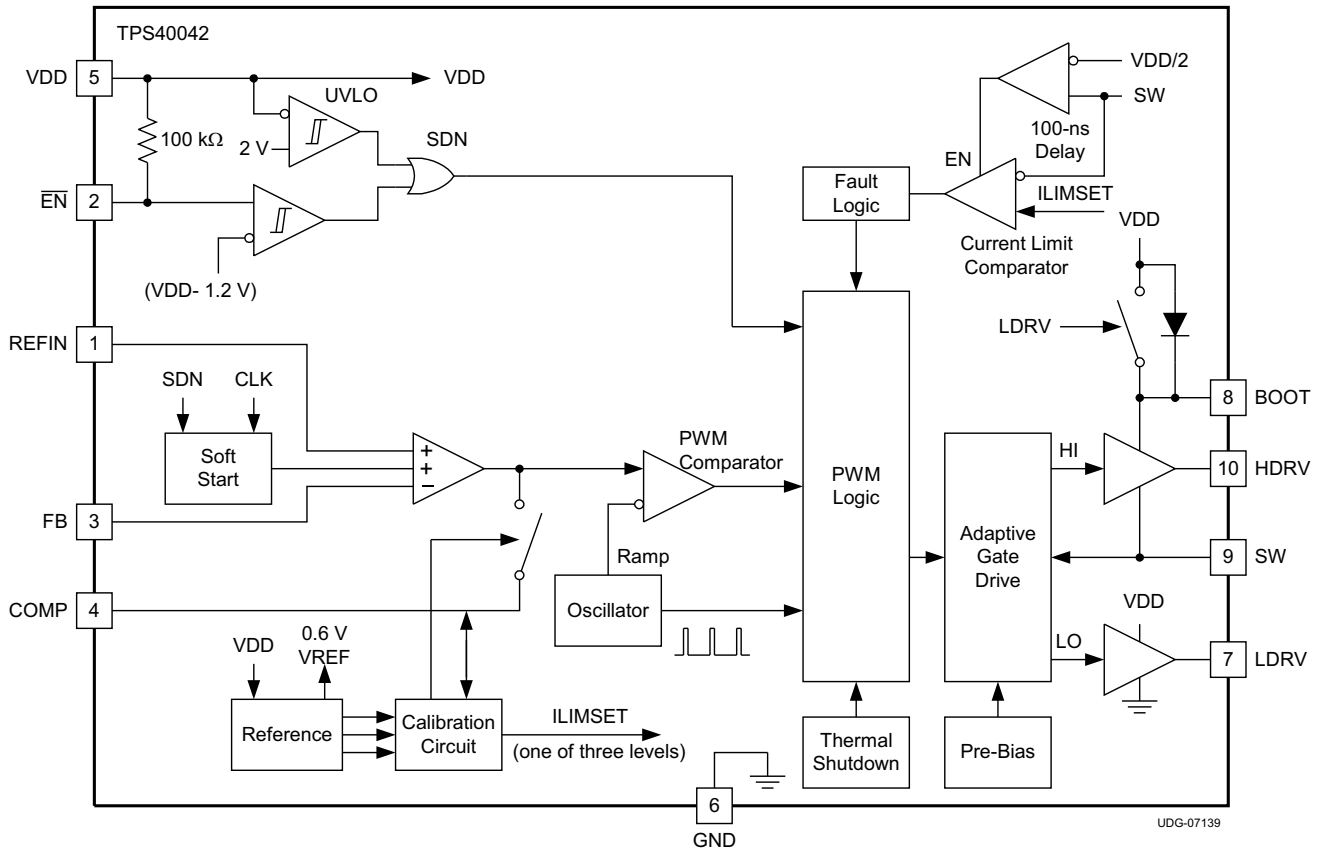 TPS40042
VDD
5
VDD
UVLO
100 kΩ
2 V
SDN
EN
2
(VDD- 1.2 V)
VDD/2
SW
100-ns
Delay
EN
Fault
Logic
ILIMSET
VDD
Current Limit
Comparator
LDRV
REFIN
1
SDN
CLK
Soft
Start
+
+
−
PWM
Comparator
PWM
Logic
8
BOOT
HI
10
HDRV
FB
3
Adaptive
Gate
Drive
9
SW
Ramp
Oscillator
COMP
4
VDD
LO
7
LDRV
VDD
0.6 V
VREF
Reference
Calibration
Circuit
ILIMSET
(one of three levels)
Thermal
Shutdown
Pre-Bias
6
GND
UDG-07139